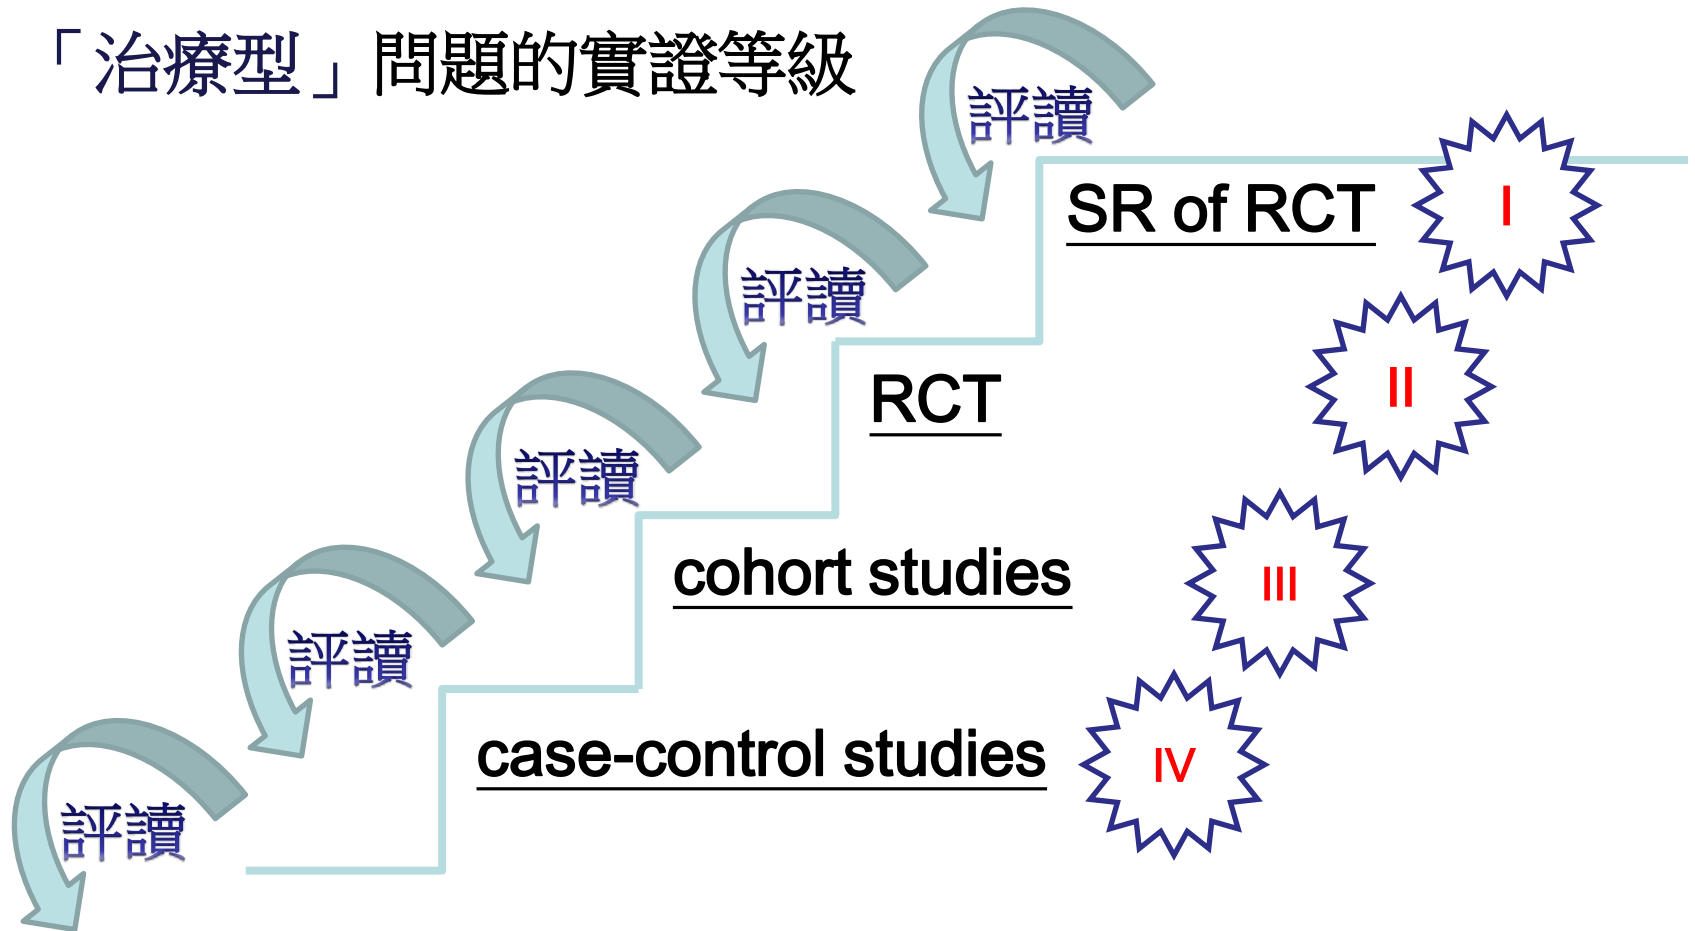 「治療型」問題的實證等級
評讀
SR of RCT
I
評讀
RCT
II
評讀
cohort studies
III
評讀
case-control studies
IV
評讀